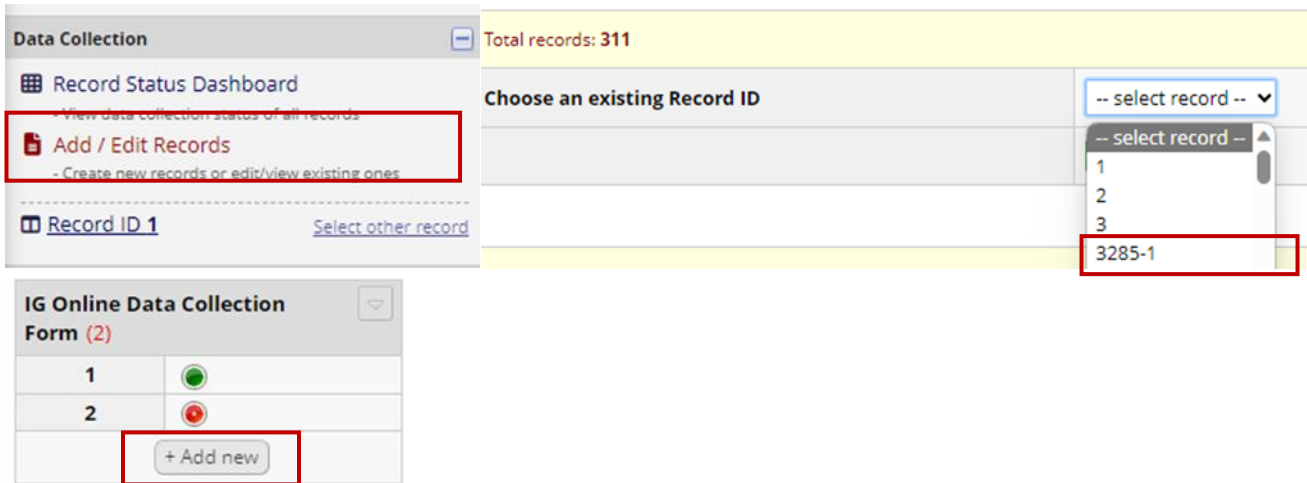 Data Collection
Record Status Dashboard
- View data collection status of all records
Add / Edit Records
- Create new records or edit/view existing ones
Record ID 1 Select other record
Total records: 311
Choose an existing Record ID
-- select record --
-- select record --
1
2
3
3285-1
IG Online Data Collection
Form (2)
1
2
+ Add new